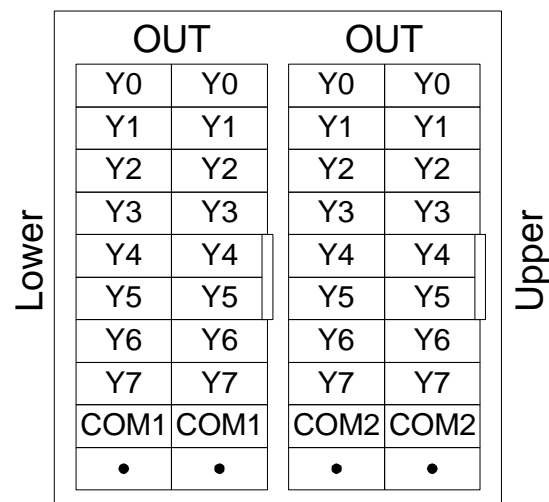 OUT OUT
Y0 Y0 Y0 Y0
Y1 Y1 Y1 Y1
Y2 Y2 Y2 Y2
Y3 Y3 Y3 Y3
Y4 Y4 Y4 Y4
Y5 Y5 Y5 Y5
Y6 Y6 Y6 Y6
Y7 Y7 Y7 Y7
COM1 COM1 COM2 COM2
• • • •
Lower
Upper